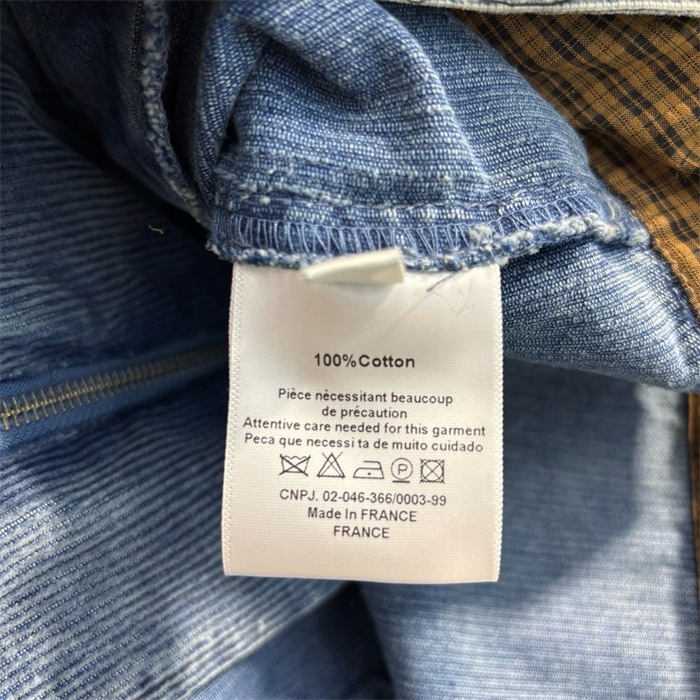 100%Cotton
Pièce nècessitant beaucoup
de précaution
Attentive care needed for this garment
Peca que necessi ta de muito cuidado
P
CNPJ. 02-046-366/0003-99
Made In FRANCE
FRANCE